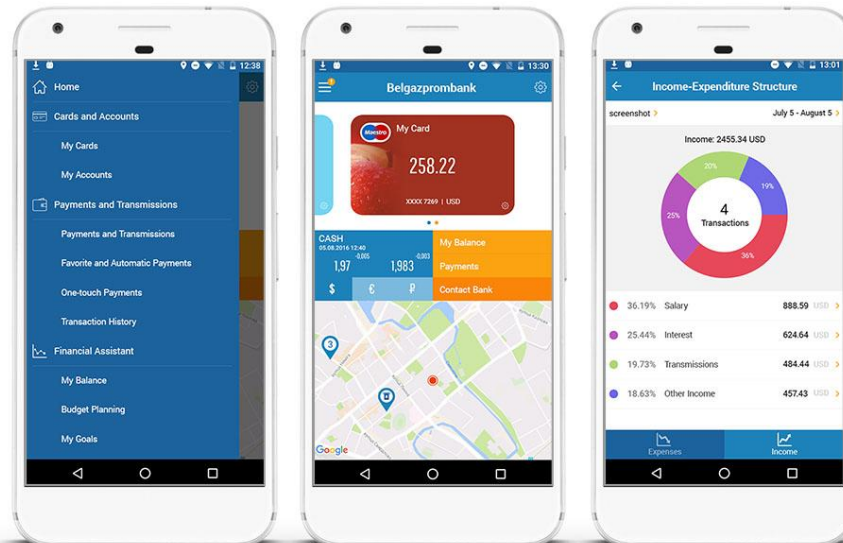 12:38
Home
Cards and Accounts
My Cards
My Accounts
Payments and Transmissions
Payments and Transmissions
Favorite and Automatic Payments
One-touch Payments
Transaction History
Financial Assistant
My Balance
Budget Planning
My Goals
13:30
Belgazprombank
Maestro
My Card
258.22
XXXX 7269 | USD
CASH
05.08.2016 12:40
-0,005
-0,003
1,97
1,983
$ € ₽
My Balance
Payments
Contact Bank
3
Google
13:01
Income-Expenditure Structure
screenshot >
July 5 - August 5 >
Income: 2455.34 USD
20%
19%
25%
36%
4
Transactions
36.19% Salary 888.59 USD >
25.44% Interest 624.64 USD >
19.73% Transmissions 484.44 USD >
18.63% Other Income 457.43 USD >
Expenses
Income